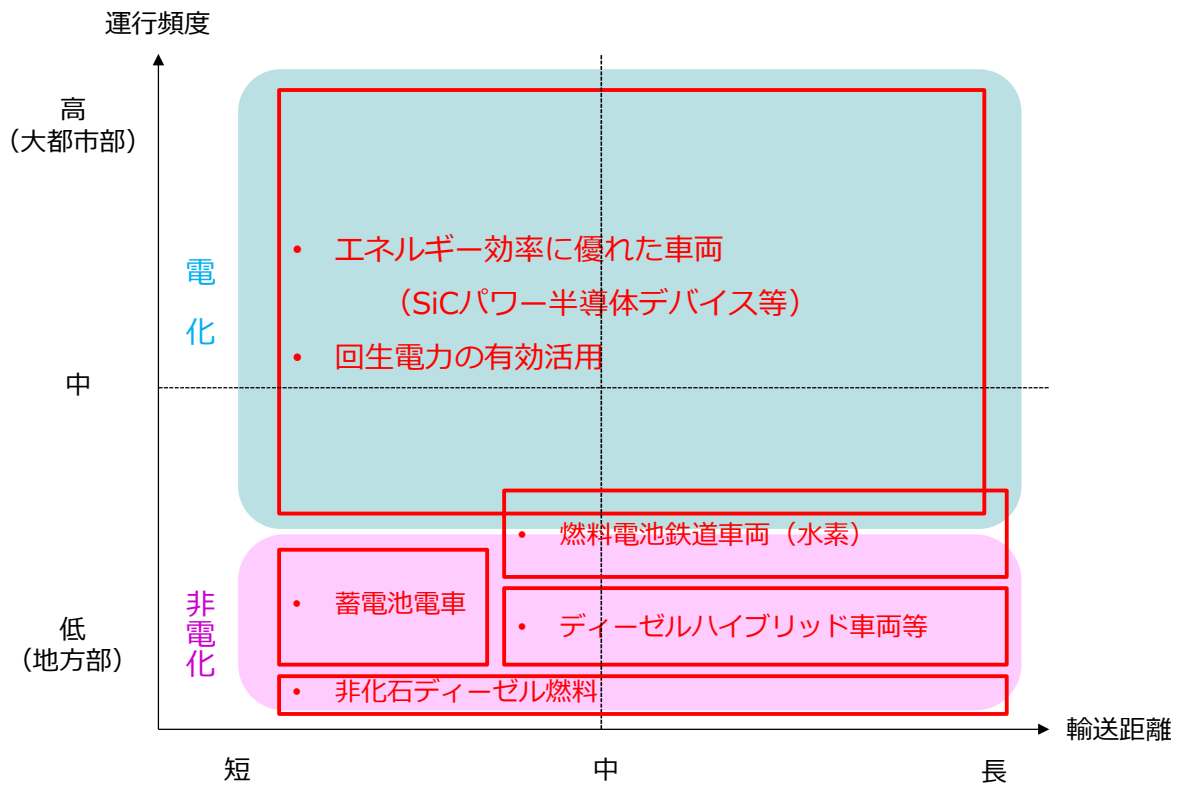 運行頻度
高
（大都市部）
電化
• エネルギー効率に優れた車両
（SiCパワー半導体デバイス等）
• 回生電力の有効活用
中
• 燃料電池鉄道車両（水素）
非電化
• 蓄電池電車
• ディーゼルハイブリッド車両等
低
（地方部）
• 非化石ディーゼル燃料
輸送距離
短
中
長